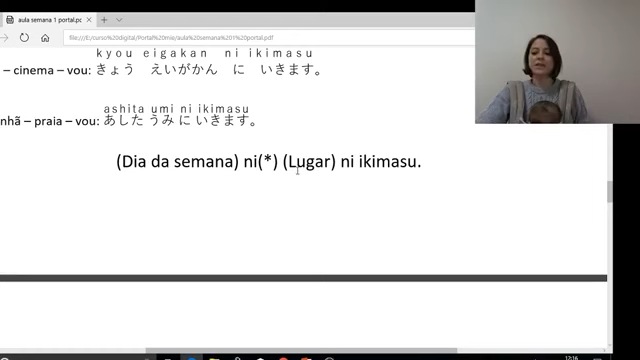 aula semana 1 portal.pc
file:///E:/curso%20digital/Portal%20mie/aula%20semana%201%20portal.pdf
kyou eigakan ni ikimasu
– cinema – vou: きょう えいがかん に いきます。
ashita umi ni ikimasu
nhã – praia – vou: あした うみ に いきます。
(Dia da semana) ni(*) (Lugar) ni ikimasu.
12:16